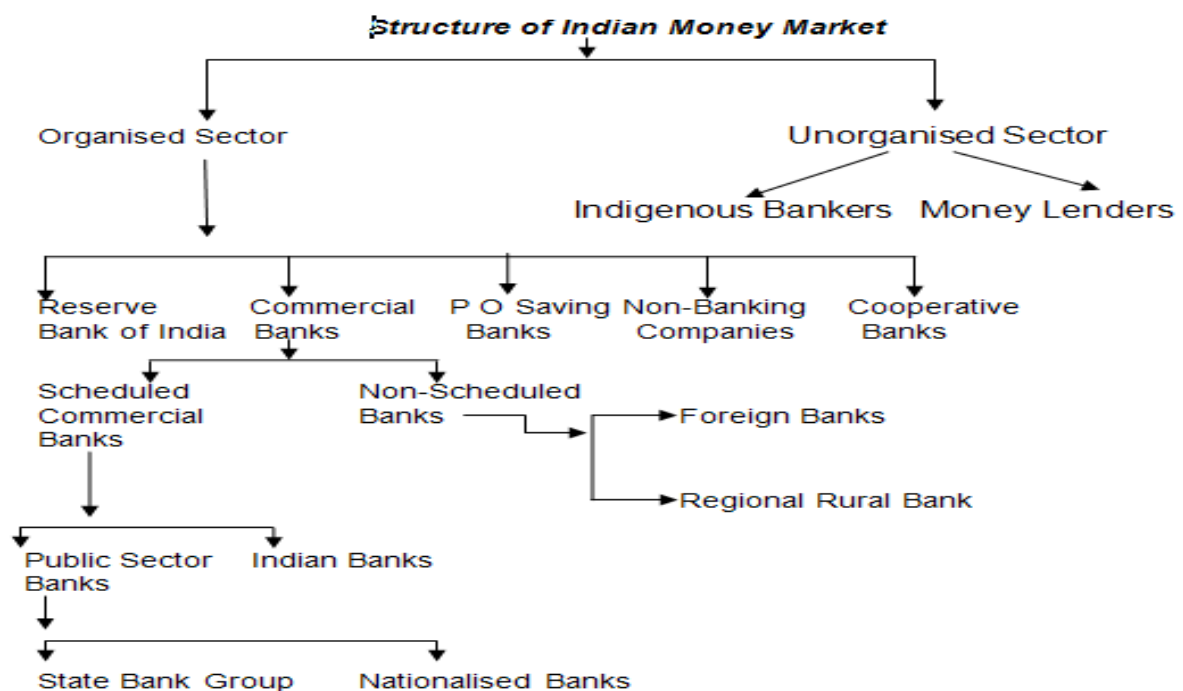 Structure of Indian Money Market
Organised Sector
Unorganised Sector
Indigenous Bankers
Money Lenders
Reserve
Bank of India
Commercial
Banks
P O Saving
Banks
Non-Banking
Companies
Cooperative
Banks
Scheduled
Commercial
Banks
Non-Scheduled
Banks
Foreign Banks
Regional Rural Bank
Public Sector
Banks
Indian Banks
State Bank Group
Nationalised Banks